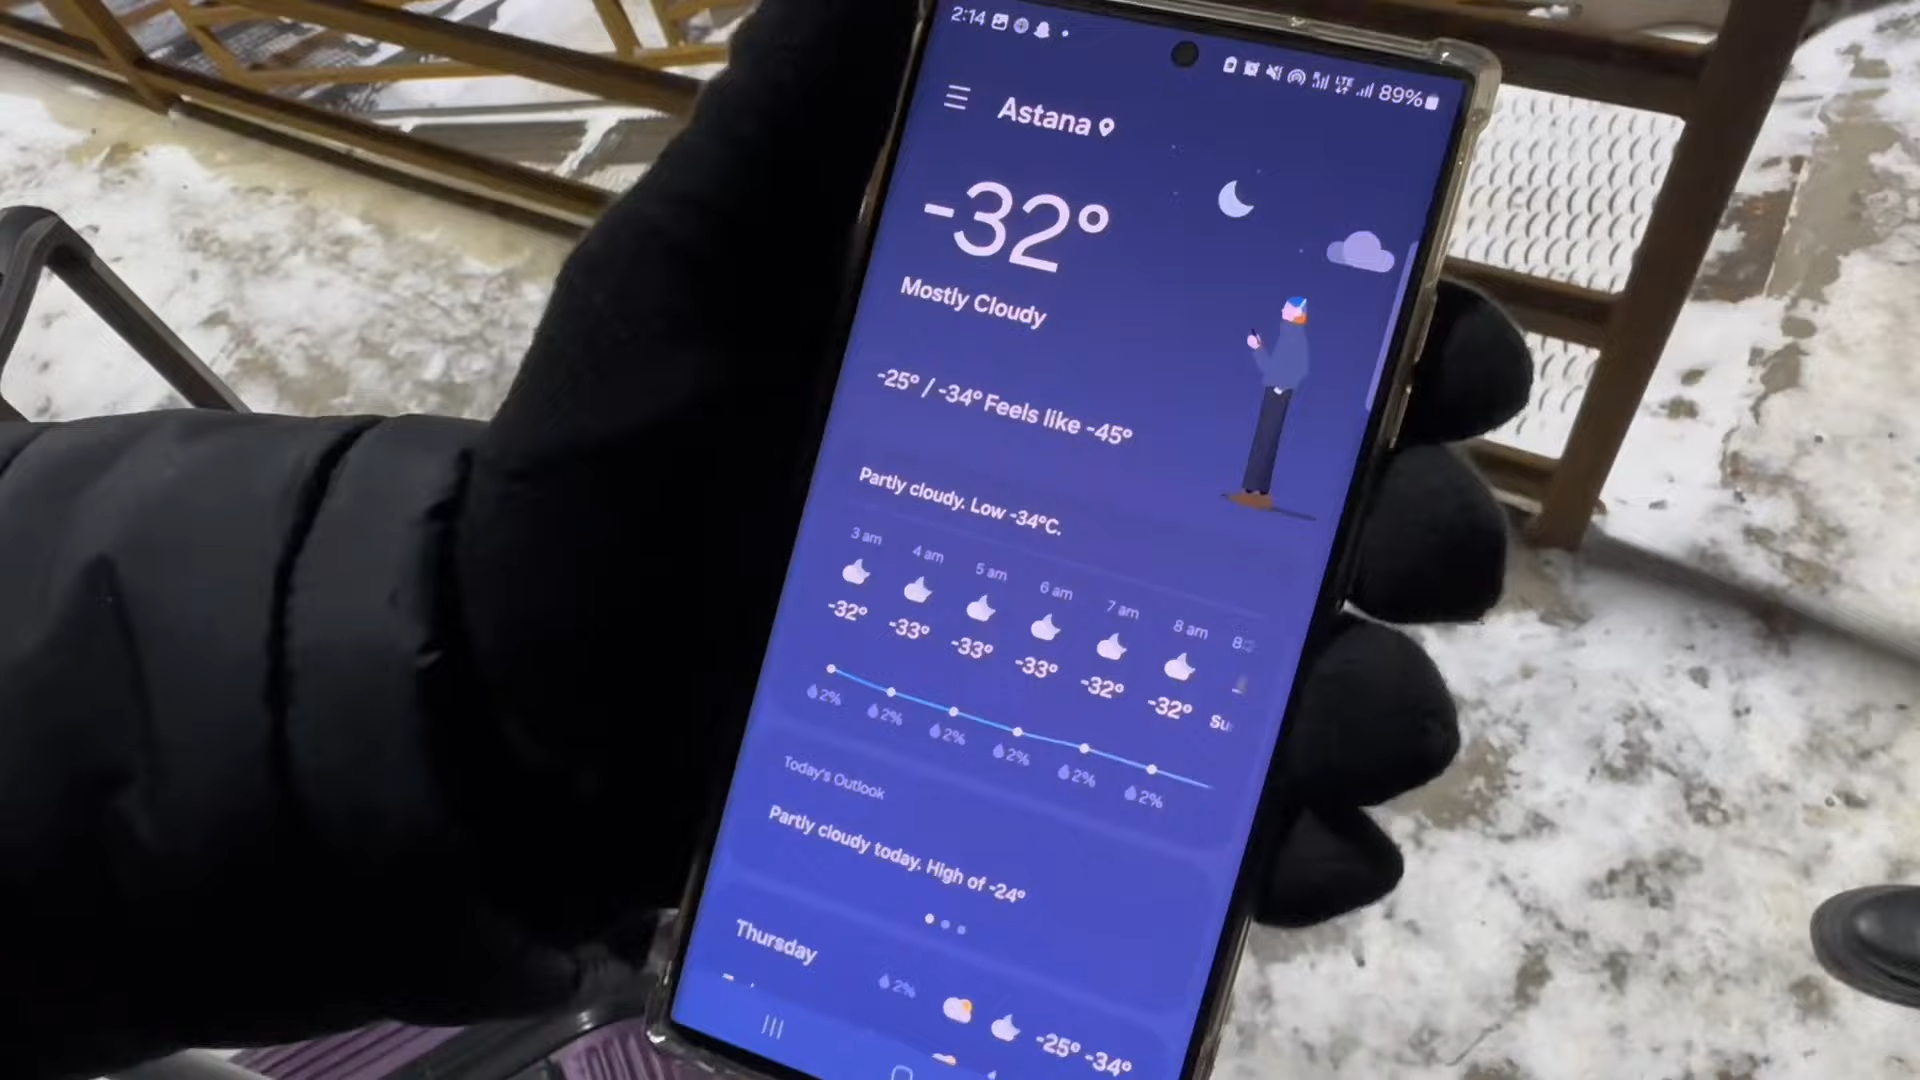 2:14
LTE 89%
Astana
-32°
Mostly Cloudy
-25° / -34° Feels like -45°
Partly cloudy. Low -34°C.
3 am 4 am 5 am 6 am 7 am 8 am
-32° -33° -33° -33° -32° -32° Su
2% 2% 2% 2% 2% 2%
Today's Outlook
Partly cloudy today. High of -24°
Thursday 2% -25° -34°